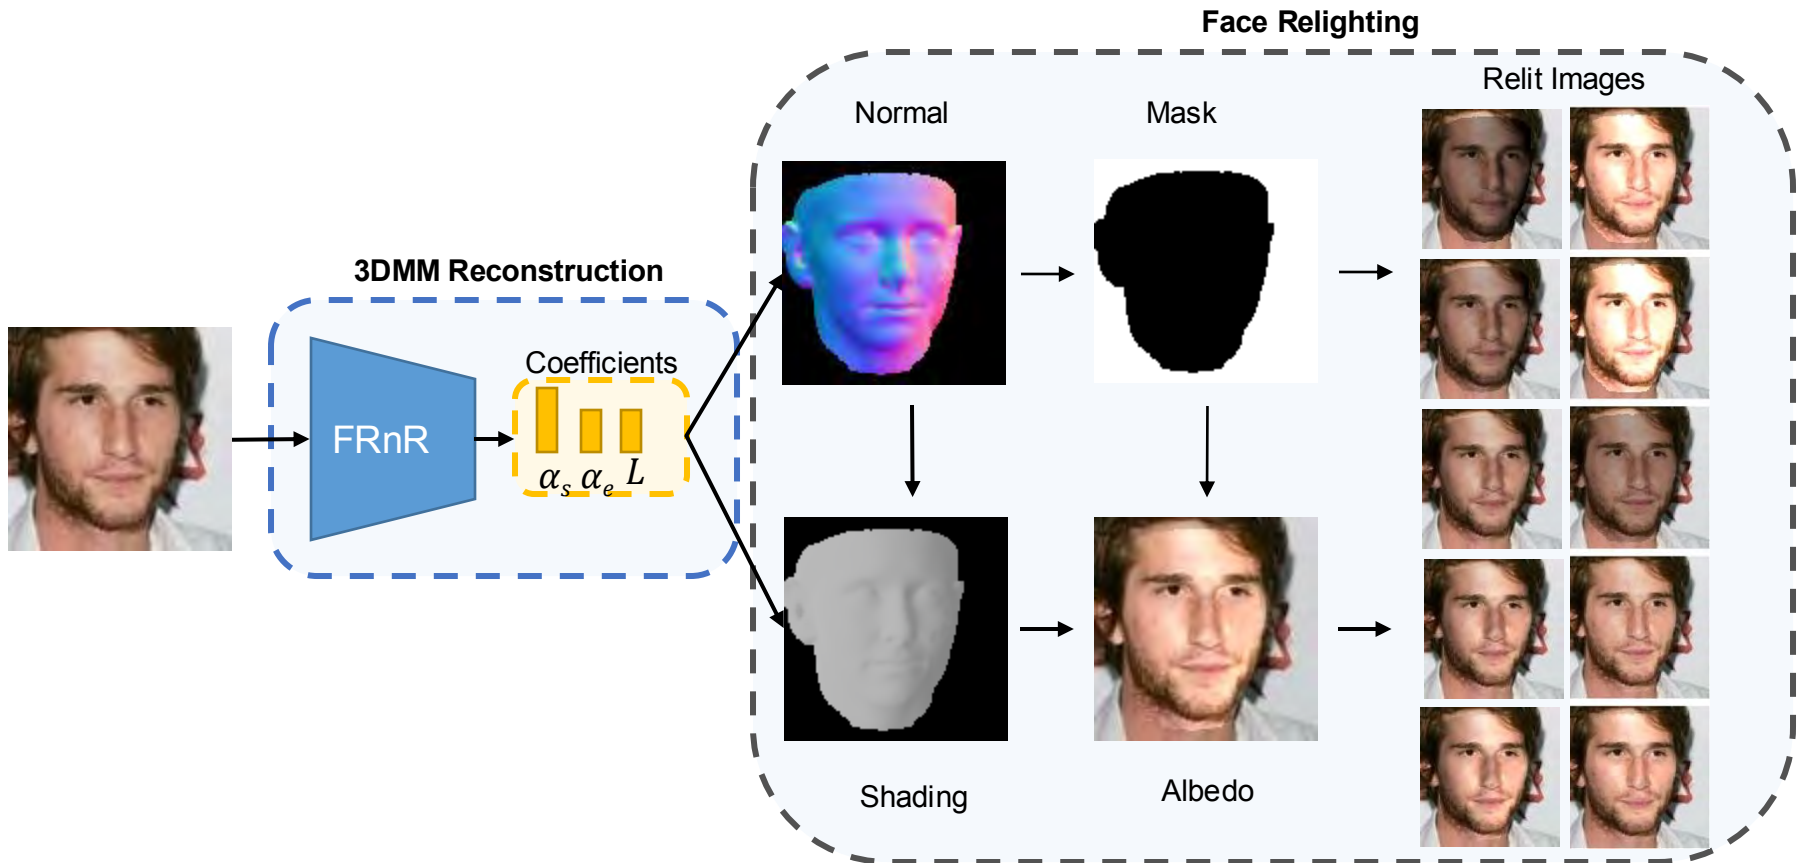 Face Relighting
Relit Images
Normal
Mask
3DMM Reconstruction
Coefficients
FRnR
αₛ αₑ L
Shading
Albedo